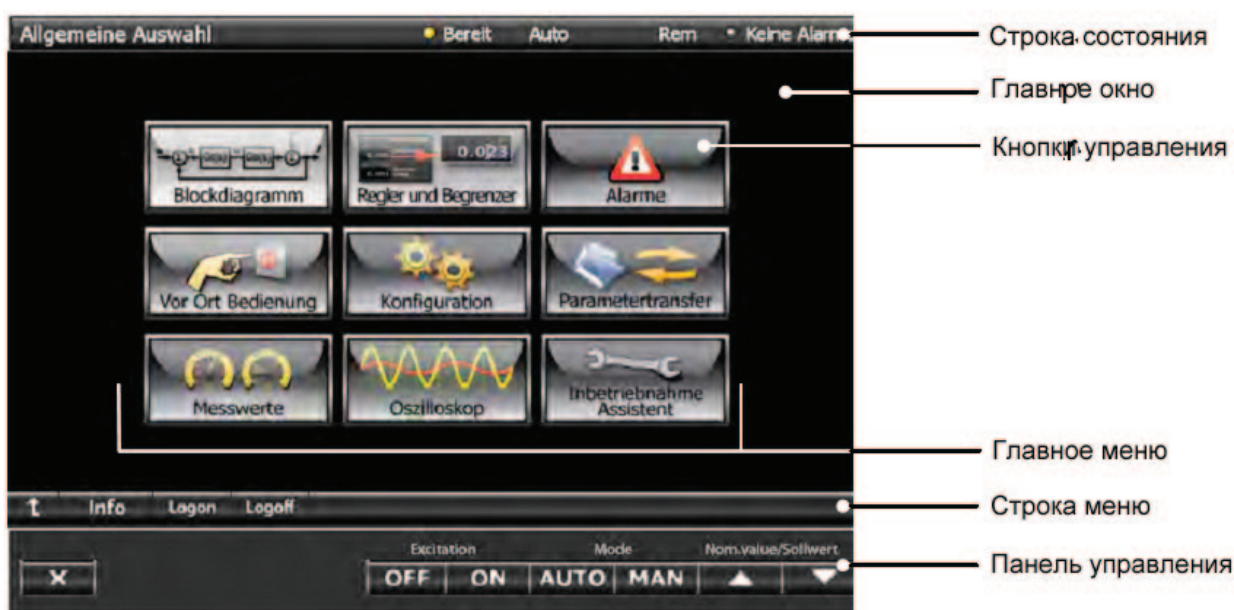 Allgemeine Auswahl Bereit Auto Rem Keine Alarme
Строка состояния
Главное окно
Кнопки управления
0.023
Blockdiagramm Regler und Begrenzer Alarme
Vor Ort Bedienung Konfiguration Parametertransfer
Messwerte Oszilloskop Inbetriebnahme
Assistent
Главное меню
Info Logon Logoff
Строка меню
Excitation Mode Nom.value/Sollwert
X OFF ON AUTO MAN
Панель управления